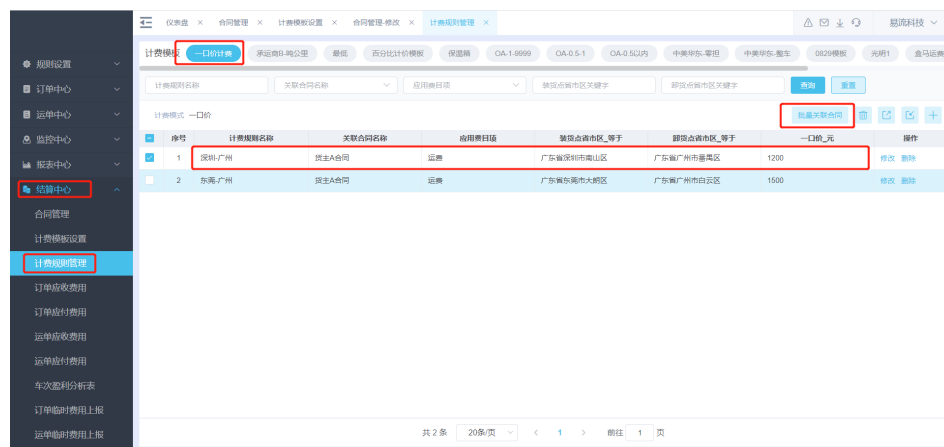 仪表盘 × 合同管理 × 计费模板设置 × 合同管理-修改 × 计费规则管理 × 易流科技
计费模板 一口价计费 承运商B-吨公里 最低 百分比计价模板 保温箱 OA-1-9999 OA-0.5-1 OA-0.5以内 中美华东-零担 中美华东-整车 0829模板 光明1 盒马运费
规则设置
订单中心
运单中心
监控中心
报表中心
结算中心
合同管理
计费模板设置
计费规则管理
订单应收费用
订单应付费用
运单应收费用
运单应付费用
车次盈利分析表
订单临时费用上报
运单临时费用上报
计费规则名称 关联合同名称 应用费目项 装货点省市区关键字 卸货点省市区关键字 查询 重置
计费模式 一口价 批量关联合同
序号 计费规则名称 关联合同名称 应用费目项 装货点省市区_等于 卸货点省市区_等于 一口价_元 操作
1 深圳-广州 货主A合同 运费 广东省深圳市南山区 广东省广州市番禺区 1200 修改 删除
2 东莞-广州 货主A合同 运费 广东省东莞市大朗区 广东省广州市白云区 1500 修改 删除
共 2 条 20条/页 < 1 > 前往 1 页